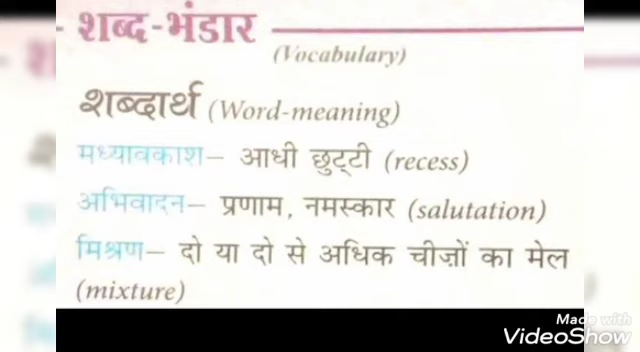 शब्द-भंडार
(Vocabulary)
शब्दार्थ (Word-meaning)
मध्यावकाश– आधी छुट्टी (recess)
अभिवादन– प्रणाम, नमस्कार (salutation)
मिश्रण– दो या दो से अधिक चीज़ों का मेल
(mixture)
Made with
VideoShow